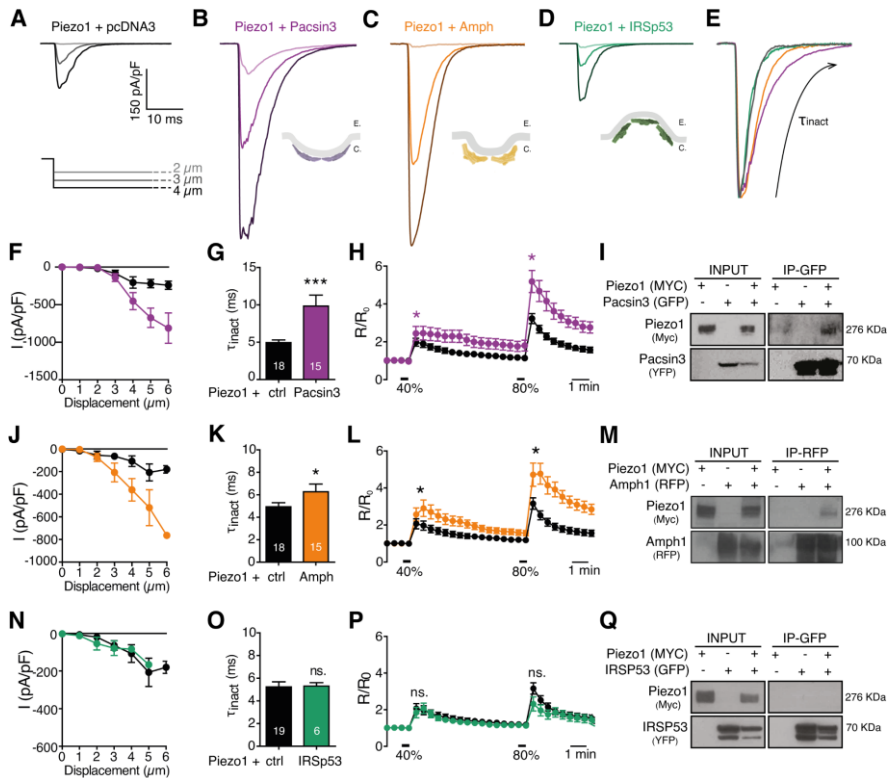 A
Piezo1 + pcDNA3
150 pA/pF
10 ms
2 µm
3 µm
4 µm
B
Piezo1 + Pacsin3
E.
C.
C
Piezo1 + Amph
E.
C.
D
Piezo1 + IRSp53
E.
C.
E
τinact
F
I (pA/pF)
0
-500
-1000
-1500
0 1 2 3 4 5 6
Displacement (µm)
G
τinact (ms)
15
10
5
0
***
18
15
Piezo1 + ctrl Pacsin3
H
R/R0
6
4
2
0
*
*
40%
80%
1 min
I
INPUT IP-GFP
Piezo1 (MYC) + - + + - +
Pacsin3 (GFP) - + + - + +
Piezo1
(Myc)
276 KDa
Pacsin3
(YFP)
70 KDa
J
I (pA/pF)
0
-200
-400
-600
-800
-1000
0 1 2 3 4 5 6
Displacement (µm)
K
τinact (ms)
10
8
6
4
2
0
*
18
15
Piezo1 + ctrl Amph
L
R/R0
6
4
2
0
*
*
40%
80%
1 min
M
INPUT IP-RFP
Piezo1 (MYC) + - + + - +
Amph1 (RFP) - + + - + +
Piezo1
(Myc)
276 KDa
Amph1
(RFP)
100 KDa
N
I (pA/pF)
0
-200
-400
-600
0 1 2 3 4 5 6
Displacement (µm)
O
τinact (ms)
10
8
6
4
2
0
ns.
19
6
Piezo1 + ctrl IRSp53
P
R/R0
6
4
2
0
ns.
ns.
40%
80%
1 min
Q
INPUT IP-GFP
Piezo1 (MYC) + - + + - +
IRSP53 (GFP) - + + - + +
Piezo1
(Myc)
276 KDa
IRSP53
(YFP)
70 KDa